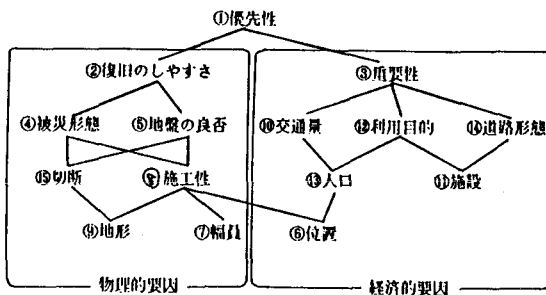 ①優先性
②復旧のしやすさ
③重要性
④被災形態
⑤地盤の良否
⑩交通量
⑫利用目的
⑭道路形態
⑮切断
⑧施工性
⑬人口
⑪施設
⑨地形
⑦幅員
⑥位置
物理的要因
経済的要因